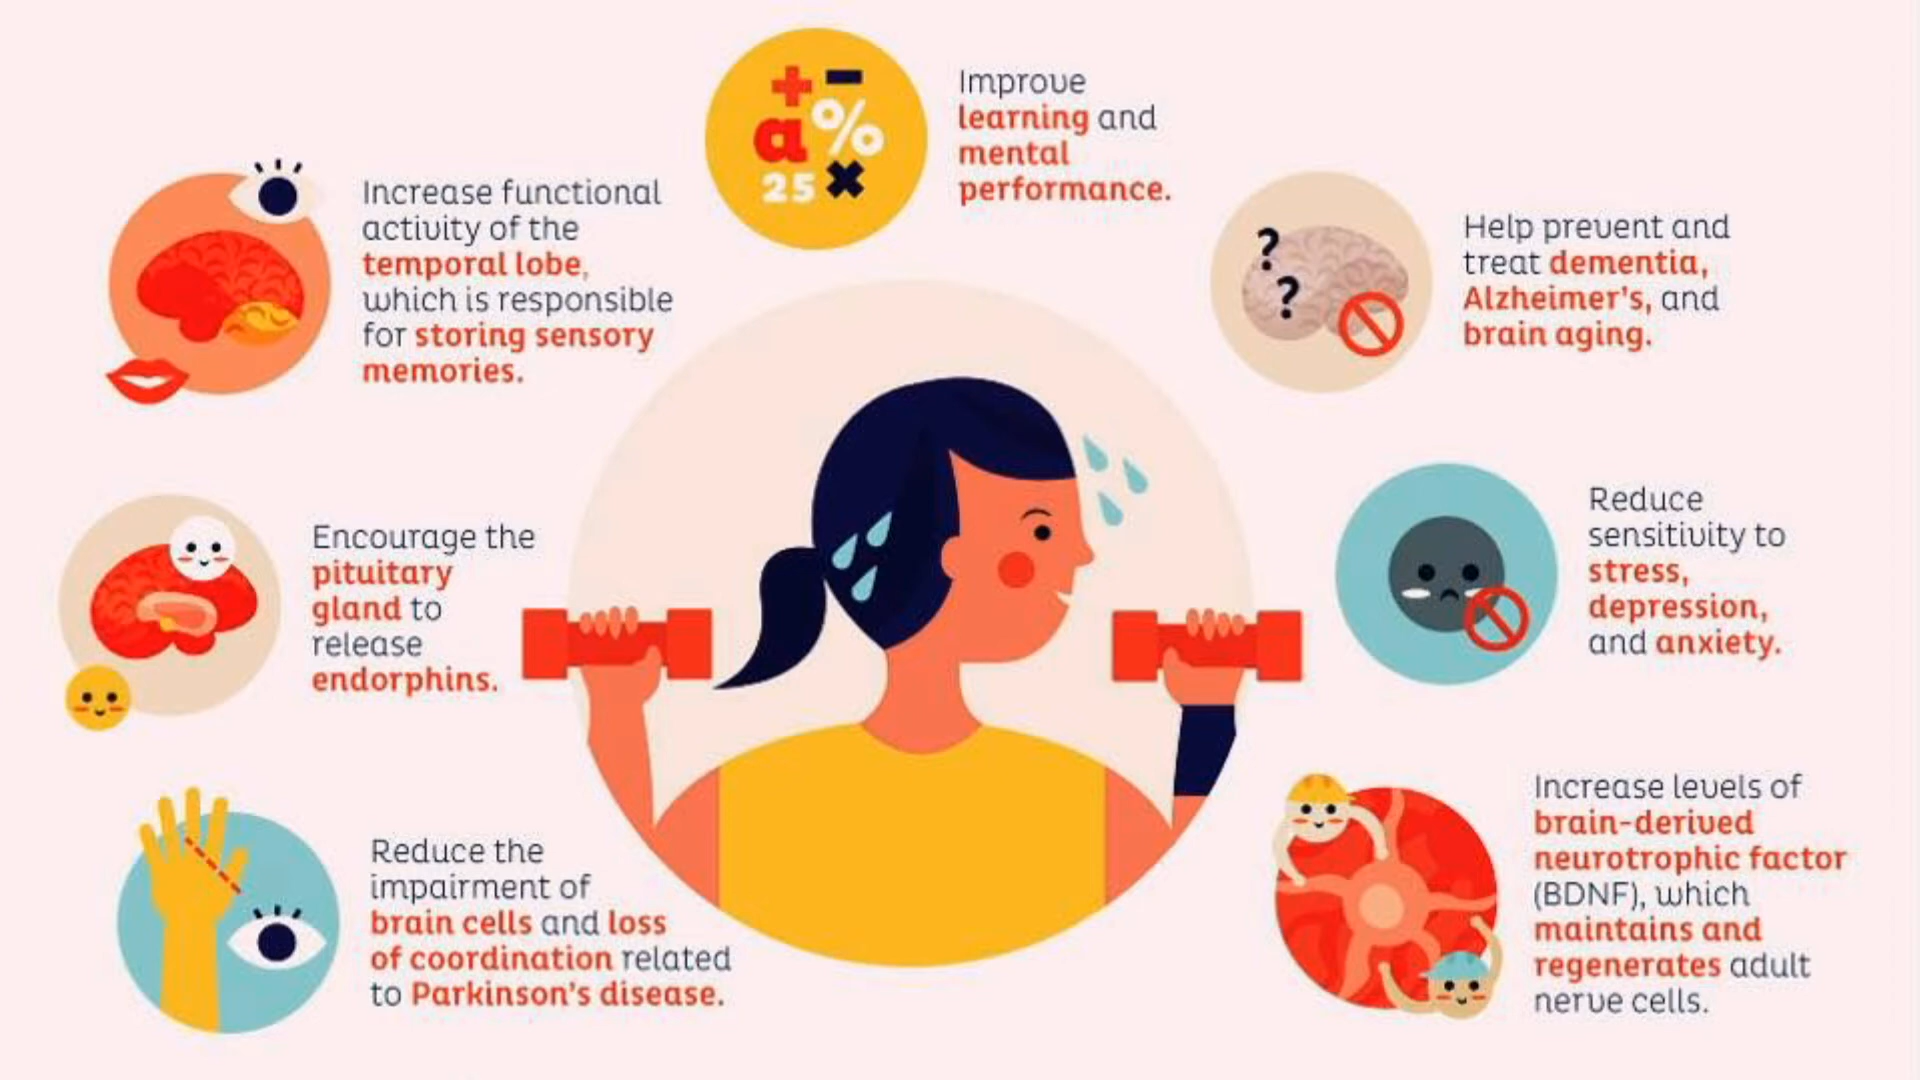 + −
a %
25 ✖
Improve
learning and
mental
performance.
Increase functional
activity of the
temporal lobe,
which is responsible
for storing sensory
memories.
? 
?
Help prevent and
treat dementia,
Alzheimer's, and
brain aging.
Encourage the
pituitary
gland to
release
endorphins.
Reduce
sensitivity to
stress,
depression,
and anxiety.
Reduce the
impairment of
brain cells and loss
of coordination related
to Parkinson's disease.
Increase levels of
brain-derived
neurotrophic factor
(BDNF), which
maintains and
regenerates adult
nerve cells.